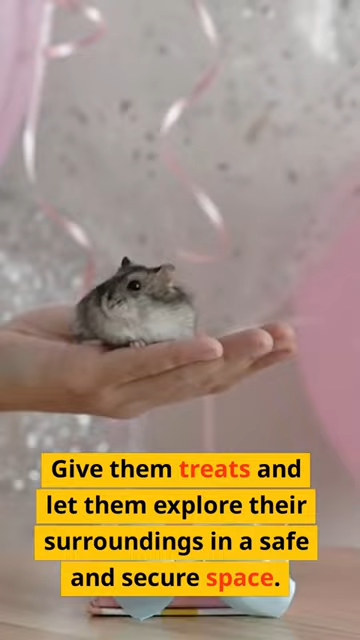 Give them treats and
let them explore their
surroundings in a safe
and secure space.